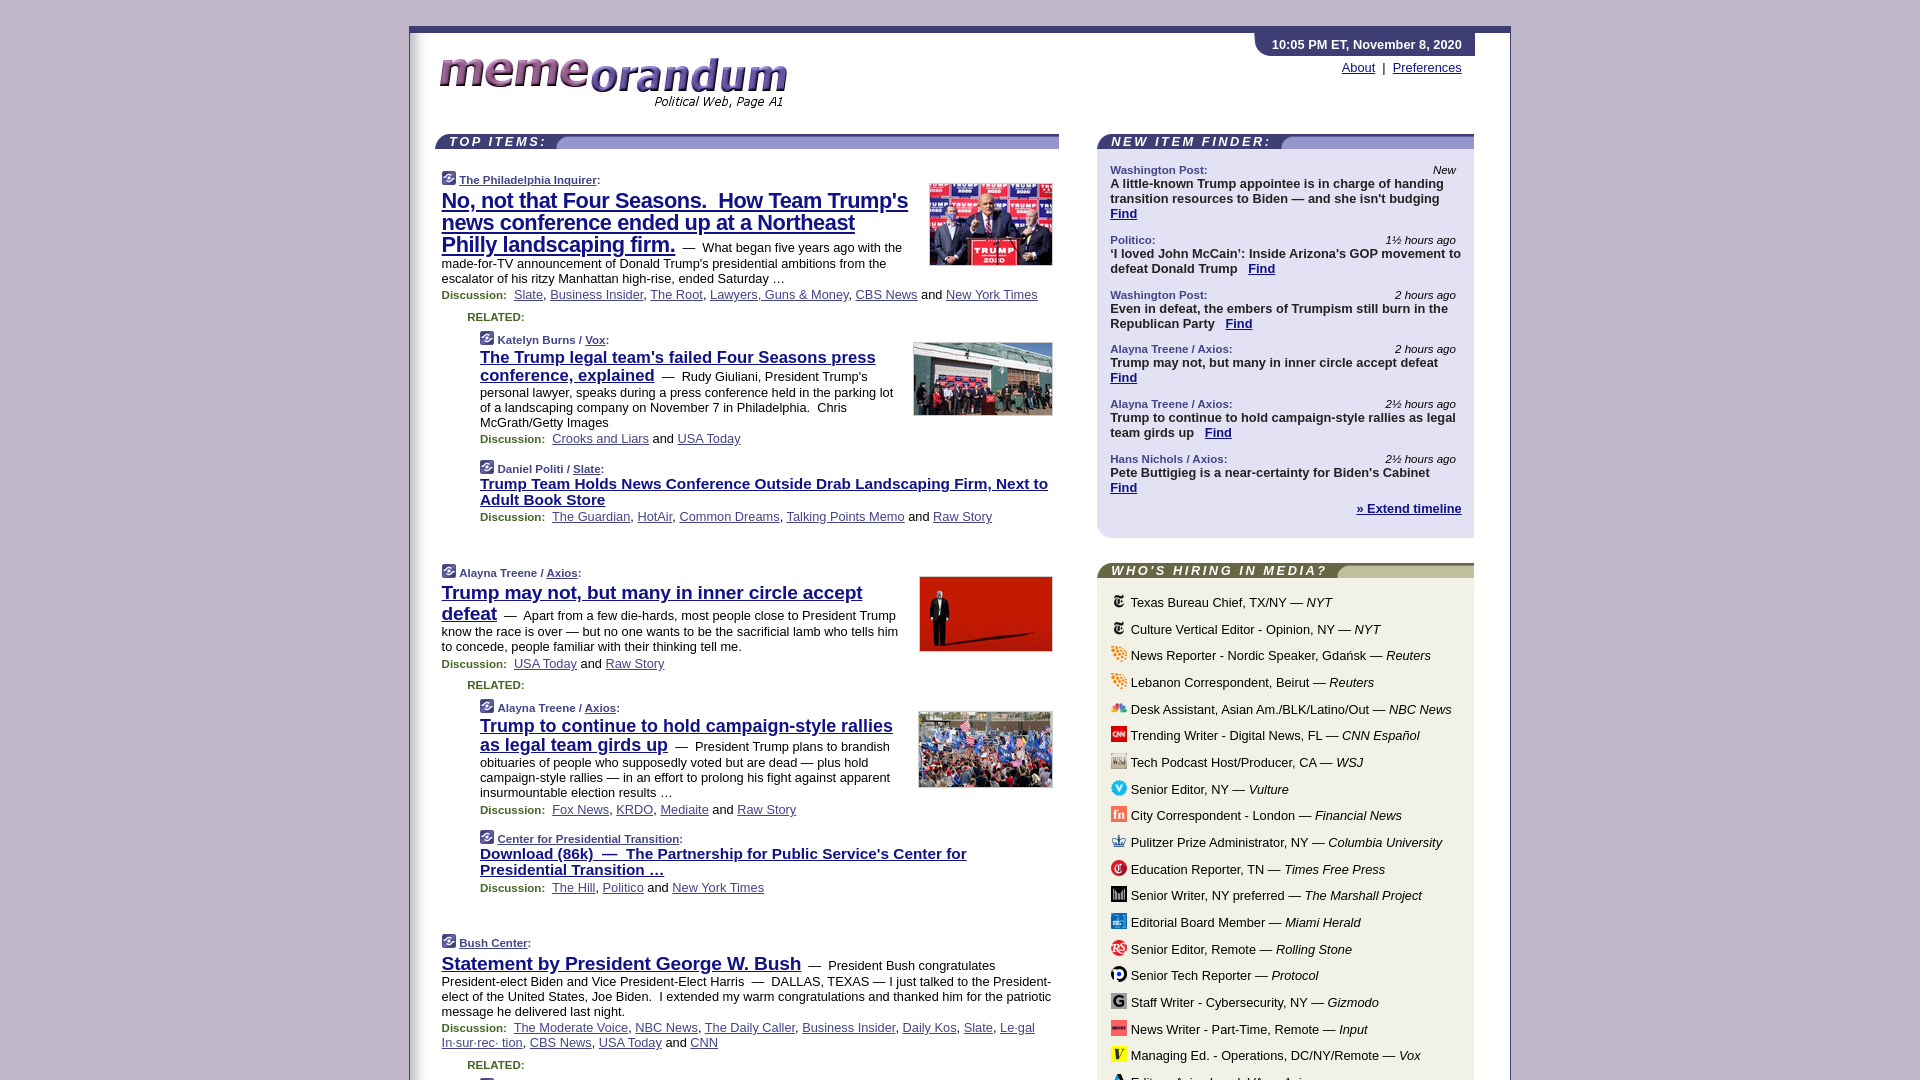 memeorandum
Political Web, Page A1
10:05 PM ET, November 8, 2020
About | Preferences
TOP ITEMS:
The Philadelphia Inquirer:
No, not that Four Seasons.  How Team Trump's
news conference ended up at a Northeast
Philly landscaping firm.  —  What began five years ago with the
made-for-TV announcement of Donald Trump's presidential ambitions from the
escalator of his ritzy Manhattan high-rise, ended Saturday …
TRUMP
2020
Discussion:  Slate, Business Insider, The Root, Lawyers, Guns & Money, CBS News and New York Times
RELATED:
Katelyn Burns / Vox:
The Trump legal team's failed Four Seasons press
conference, explained  —  Rudy Giuliani, President Trump's
personal lawyer, speaks during a press conference held in the parking lot
of a landscaping company on November 7 in Philadelphia.  Chris
McGrath/Getty Images
Discussion:  Crooks and Liars and USA Today
Daniel Politi / Slate:
Trump Team Holds News Conference Outside Drab Landscaping Firm, Next to
Adult Book Store
Discussion:  The Guardian, HotAir, Common Dreams, Talking Points Memo and Raw Story
Alayna Treene / Axios:
Trump may not, but many in inner circle accept
defeat  —  Apart from a few die-hards, most people close to President Trump
know the race is over — but no one wants to be the sacrificial lamb who tells him
to concede, people familiar with their thinking tell me.
Discussion:  USA Today and Raw Story
RELATED:
Alayna Treene / Axios:
Trump to continue to hold campaign-style rallies
as legal team girds up  —  President Trump plans to brandish
obituaries of people who supposedly voted but are dead — plus hold
campaign-style rallies — in an effort to prolong his fight against apparent
insurmountable election results …
Discussion:  Fox News, KRDO, Mediaite and Raw Story
Center for Presidential Transition:
Download (86k)  —  The Partnership for Public Service's Center for
Presidential Transition …
Discussion:  The Hill, Politico and New York Times
Bush Center:
Statement by President George W. Bush  —  President Bush congratulates
President-elect Biden and Vice President-Elect Harris  —  DALLAS, TEXAS — I just talked to the President-
elect of the United States, Joe Biden.  I extended my warm congratulations and thanked him for the patriotic
message he delivered last night.
Discussion:  The Moderate Voice, NBC News, The Daily Caller, Business Insider, Daily Kos, Slate, Le·gal
In·sur·rec· tion, CBS News, USA Today and CNN
RELATED:
NEW ITEM FINDER:
Washington Post: New
A little-known Trump appointee is in charge of handing
transition resources to Biden — and she isn't budging
Find
Politico: 1½ hours ago
‘I loved John McCain’: Inside Arizona's GOP movement to
defeat Donald Trump   Find
Washington Post: 2 hours ago
Even in defeat, the embers of Trumpism still burn in the
Republican Party   Find
Alayna Treene / Axios: 2 hours ago
Trump may not, but many in inner circle accept defeat
Find
Alayna Treene / Axios: 2½ hours ago
Trump to continue to hold campaign-style rallies as legal
team girds up   Find
Hans Nichols / Axios: 2½ hours ago
Pete Buttigieg is a near-certainty for Biden's Cabinet
Find
» Extend timeline
WHO'S HIRING IN MEDIA?
Texas Bureau Chief, TX/NY — NYT
Culture Vertical Editor - Opinion, NY — NYT
News Reporter - Nordic Speaker, Gdańsk — Reuters
Lebanon Correspondent, Beirut — Reuters
Desk Assistant, Asian Am./BLK/Latino/Out — NBC News
Trending Writer - Digital News, FL — CNN Español
Tech Podcast Host/Producer, CA — WSJ
Senior Editor, NY — Vulture
City Correspondent - London — Financial News
Pulitzer Prize Administrator, NY — Columbia University
Education Reporter, TN — Times Free Press
Senior Writer, NY preferred — The Marshall Project
Editorial Board Member — Miami Herald
Senior Editor, Remote — Rolling Stone
Senior Tech Reporter — Protocol
Staff Writer - Cybersecurity, NY — Gizmodo
News Writer - Part-Time, Remote — Input
Managing Ed. - Operations, DC/NY/Remote — Vox